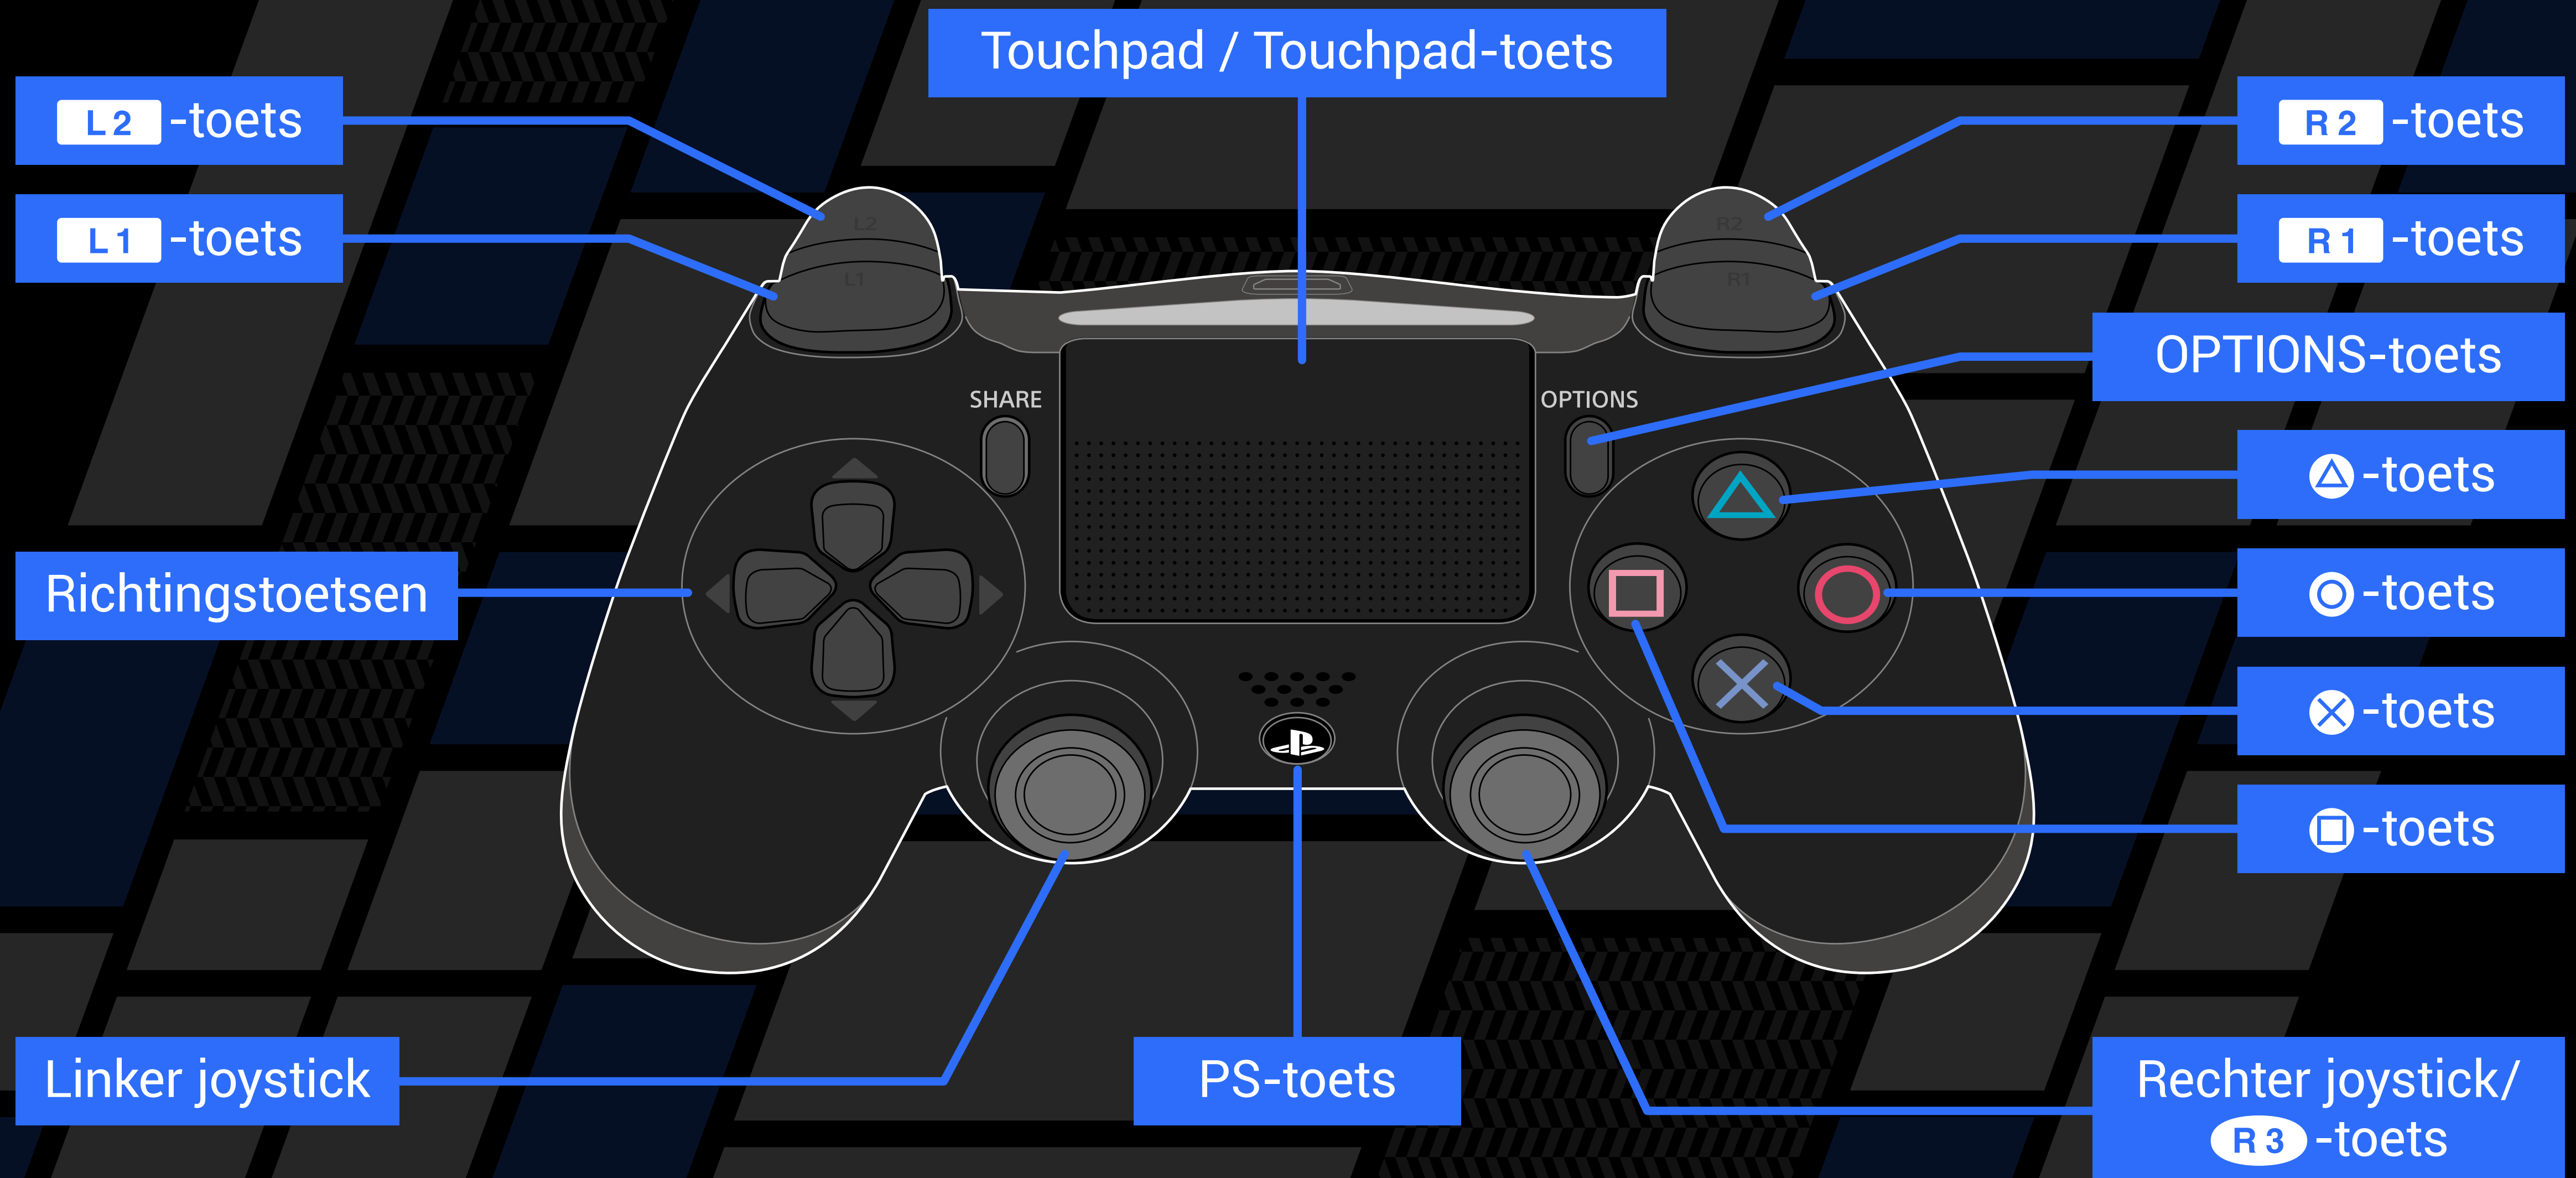 Touchpad / Touchpad-toets
L2 -toets
R2 -toets
L1 -toets
R1 -toets
L2
R2
L1
R1
OPTIONS-toets
SHARE
OPTIONS
△-toets
Richtingstoetsen
○-toets
×-toets
□-toets
Linker joystick
PS-toets
Rechter joystick/
R3 -toets